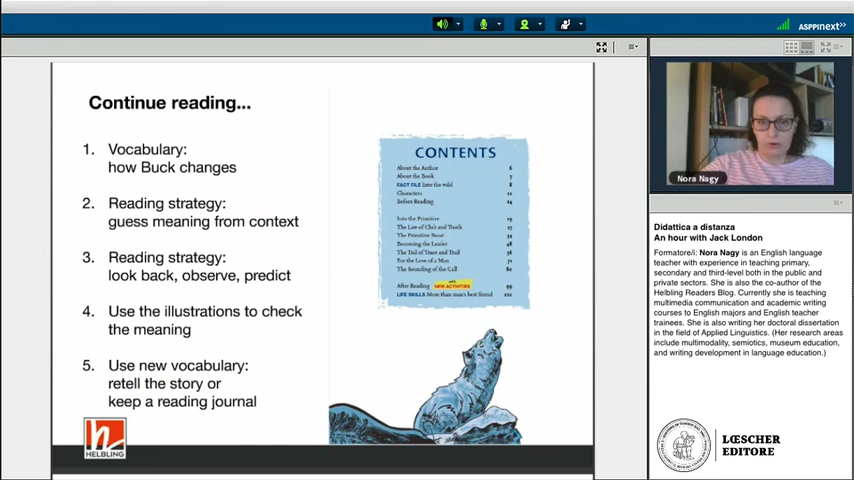 ASPPInext>>
Continue reading...
1. Vocabulary:
how Buck changes
2. Reading strategy:
guess meaning from context
3. Reading strategy:
look back, observe, predict
4. Use the illustrations to check
the meaning
5. Use new vocabulary:
retell the story or
keep a reading journal
h
HELBLING
CONTENTS
About the Author 6
About the Book 7
FACT FILE Into the wild 8
Characters
Before Reading 14
Into the Primitive
The Law of Club and Tooth
The Primitive Beast
Becoming the Leader 48
The Toil of Trace and Trail
For the Love of a Man
The Sounding of the Call
After Reading with NEW ACTIVITIES 99
LIFE SKILLS More than man's best friend
Nora Nagy
Didattica a distanza
An hour with Jack London
Formatore/i: Nora Nagy is an English language
teacher with experience in teaching primary,
secondary and third-level both in the public and
private sectors. She is also the co-author of the
Helbling Readers Blog. Currently she is teaching
multimedia communication and academic writing
courses to English majors and English teacher
trainees. She is also writing her doctoral dissertation
in the field of Applied Linguistics. (Her research areas
include multimodality, semiotics, museum education,
and writing development in language education.)
LŒSCHER
EDITORE